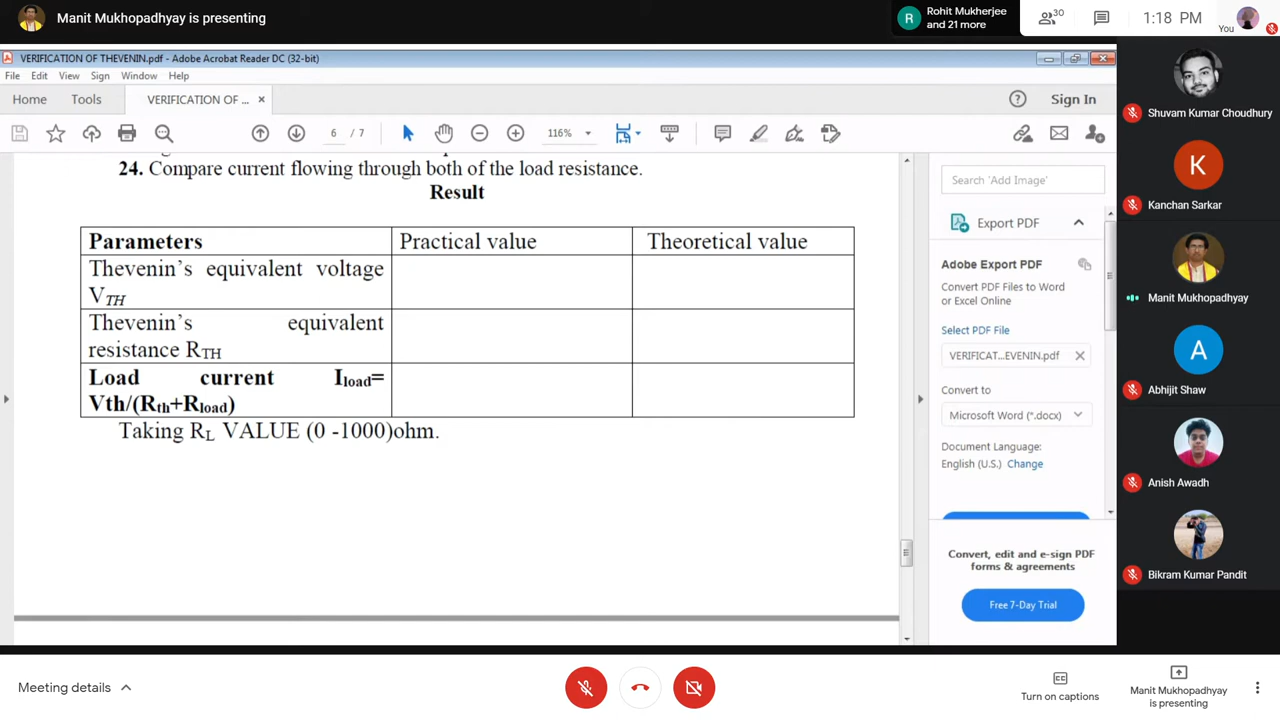 Manit Mukhopadhyay is presenting
R
Rohit Mukherjee
and 21 more
30
1:18 PM
You
VERIFICATION OF THEVENIN.pdf - Adobe Acrobat Reader DC (32-bit)
File Edit View Sign Window Help
Home Tools VERIFICATION OF ... ×
Sign In
6 / 7
116%
24. Compare current flowing through both of the load resistance.
Result
Parameters Practical value Theoretical value
Thevenin's equivalent voltage
VTH
Thevenin's equivalent
resistance RTH
Load current Iload=
Vth/(Rth+Rload)
Taking RL VALUE (0 -1000)ohm.
Search 'Add Image'
Export PDF
Adobe Export PDF
Convert PDF Files to Word
or Excel Online
Select PDF File
VERIFICAT...EVENIN.pdf
Convert to
Microsoft Word (*.docx)
Document Language:
English (U.S.) Change
Convert, edit and e-sign PDF
forms & agreements
Free 7-Day Trial
Shuvam Kumar Choudhury
K
Kanchan Sarkar
Manit Mukhopadhyay
A
Abhijit Shaw
Anish Awadh
Bikram Kumar Pandit
Meeting details
CC
Turn on captions
Manit Mukhopadhyay
is presenting